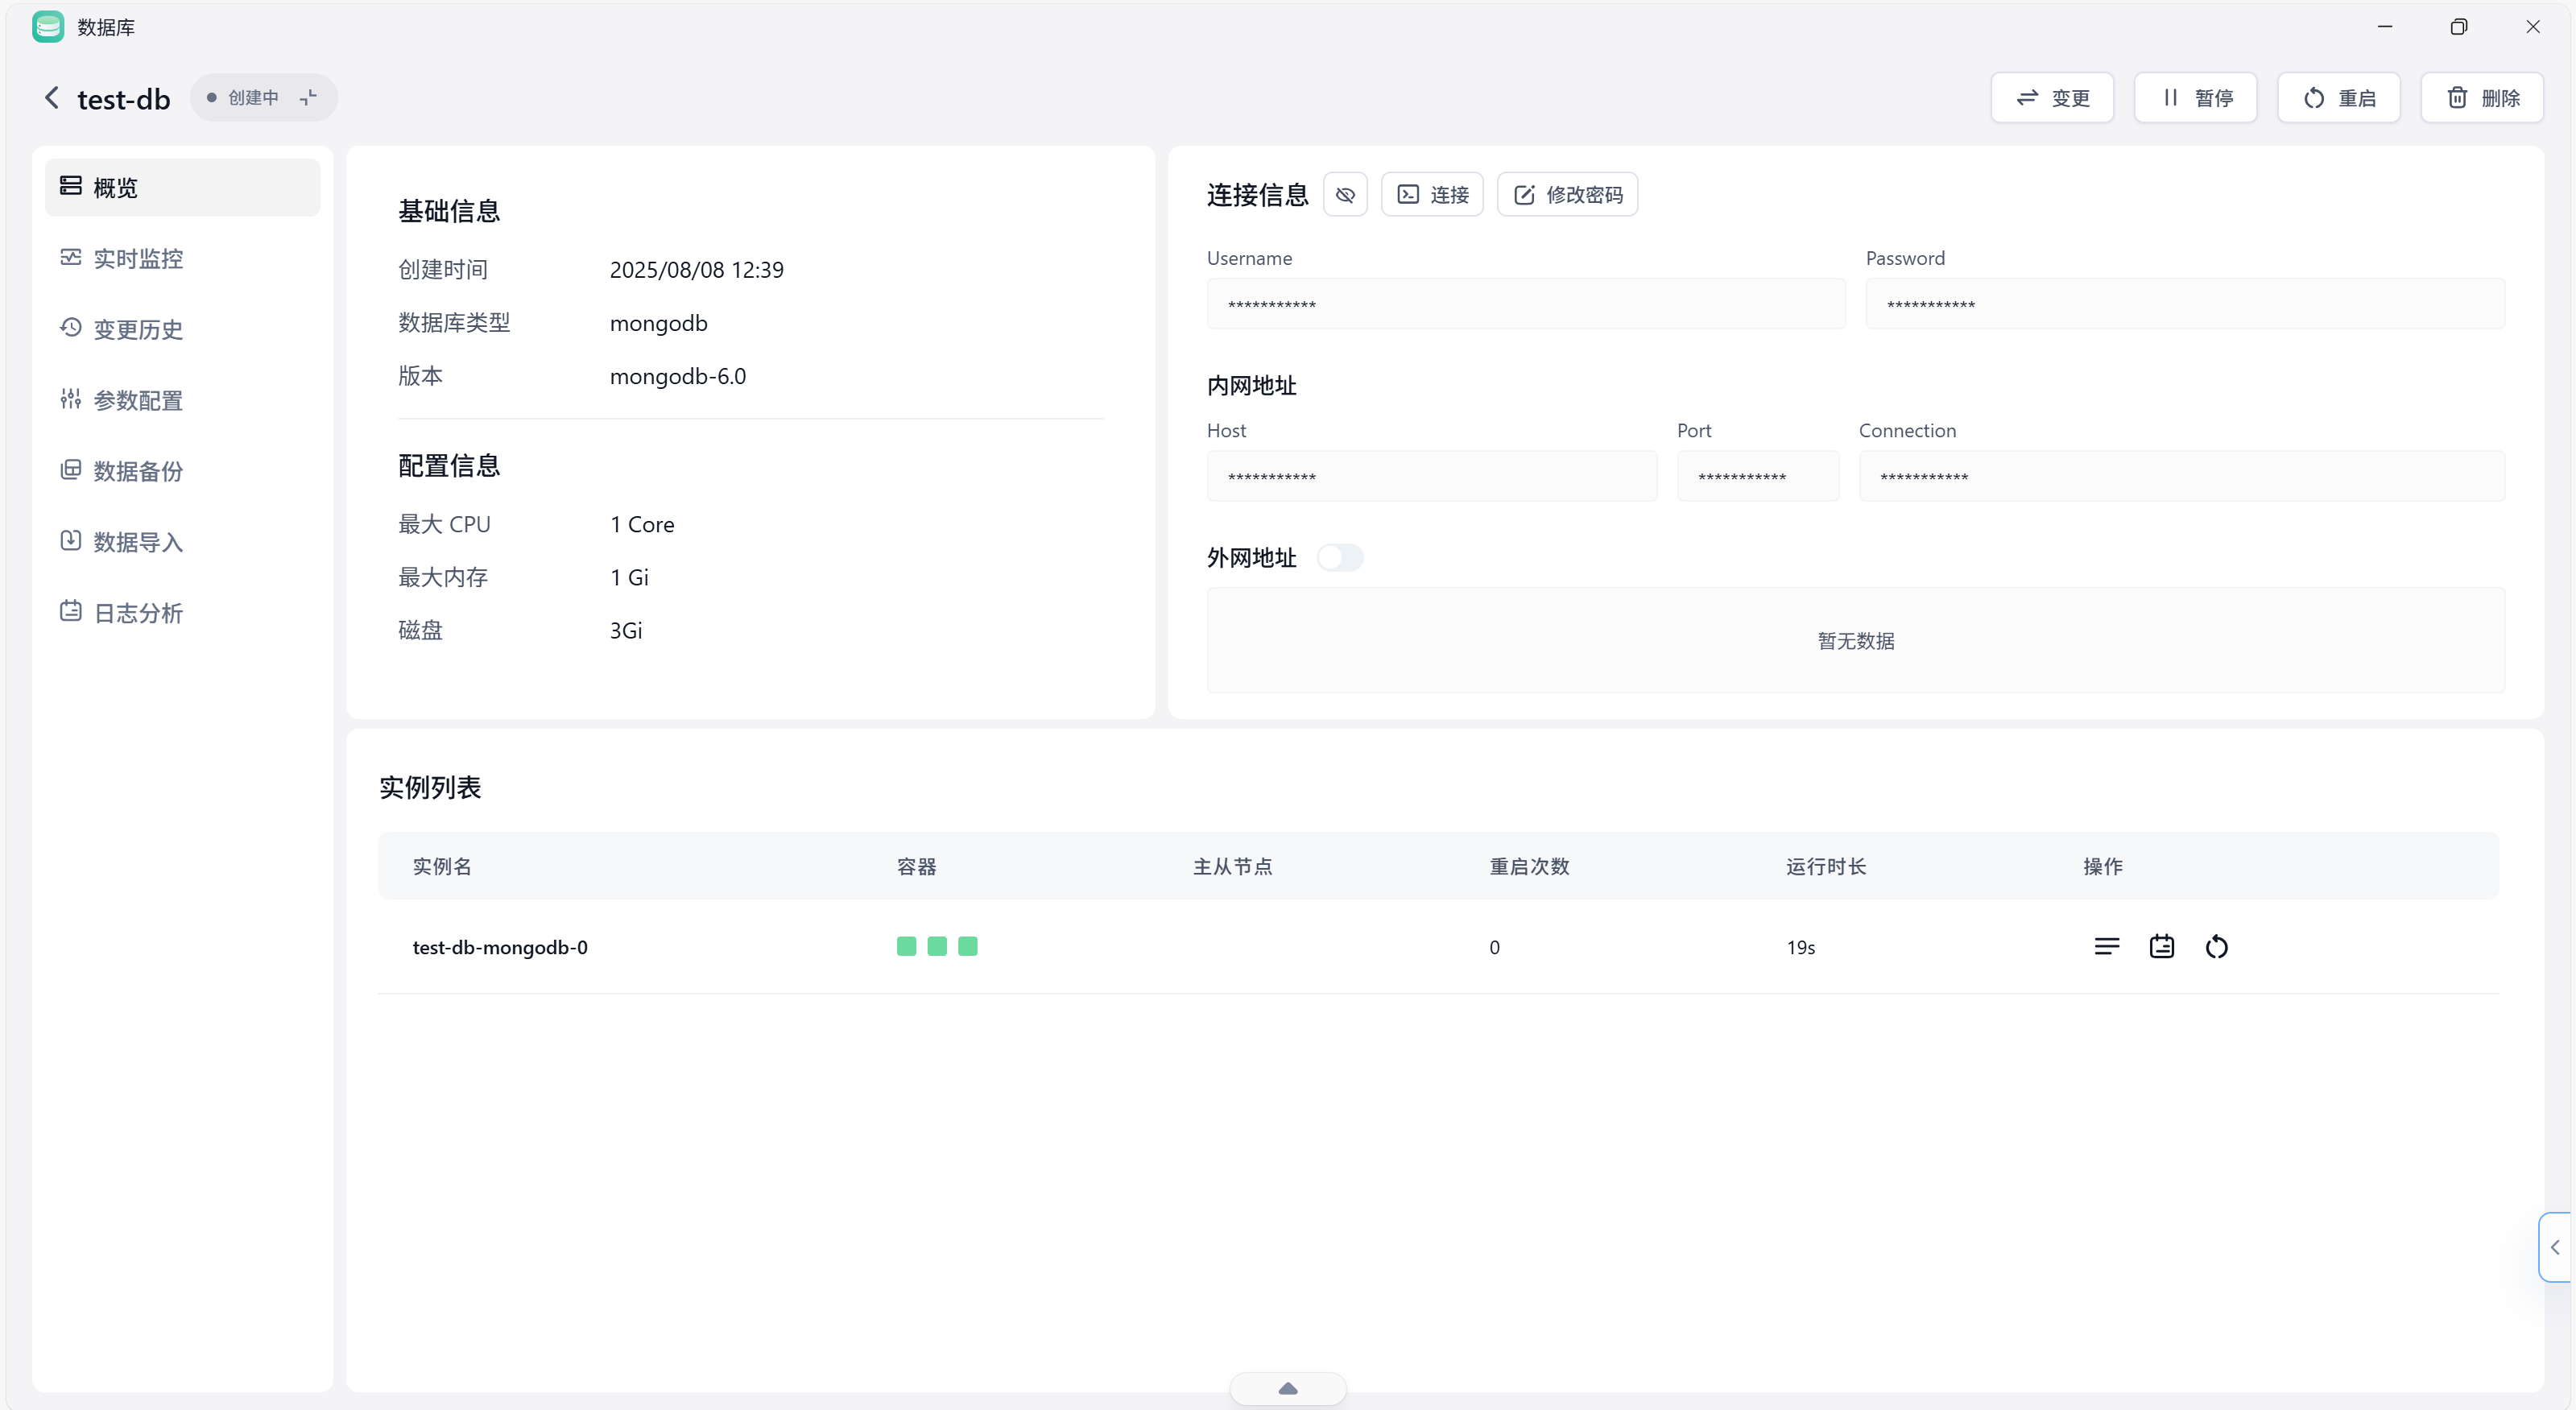 数据库
test-db
创建中
变更
暂停
重启
删除
概览
实时监控
变更历史
参数配置
数据备份
数据导入
日志分析
基础信息
创建时间 2025/08/08 12:39
数据库类型 mongodb
版本 mongodb-6.0
配置信息
最大 CPU 1 Core
最大内存 1 Gi
磁盘 3Gi
连接信息
连接
修改密码
Username Password
*********** ***********
内网地址
Host Port Connection
*********** *********** ***********
外网地址
暂无数据
实例列表
实例名 容器 主从节点 重启次数 运行时长 操作
test-db-mongodb-0 0 19s